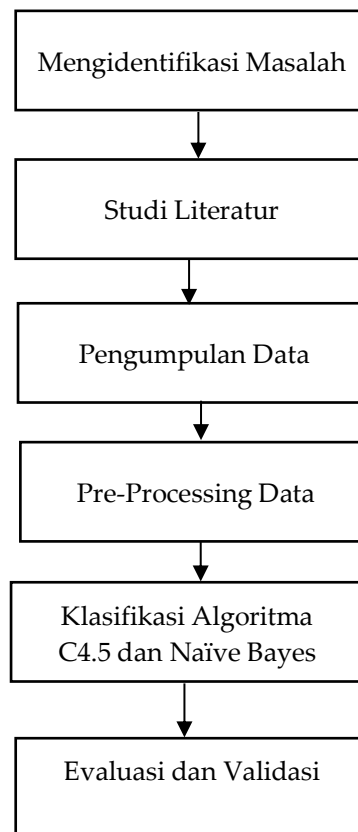 Mengidentifikasi Masalah
Studi Literatur
Pengumpulan Data
Pre-Processing Data
Klasifikasi Algoritma
C4.5 dan Naïve Bayes
Evaluasi dan Validasi